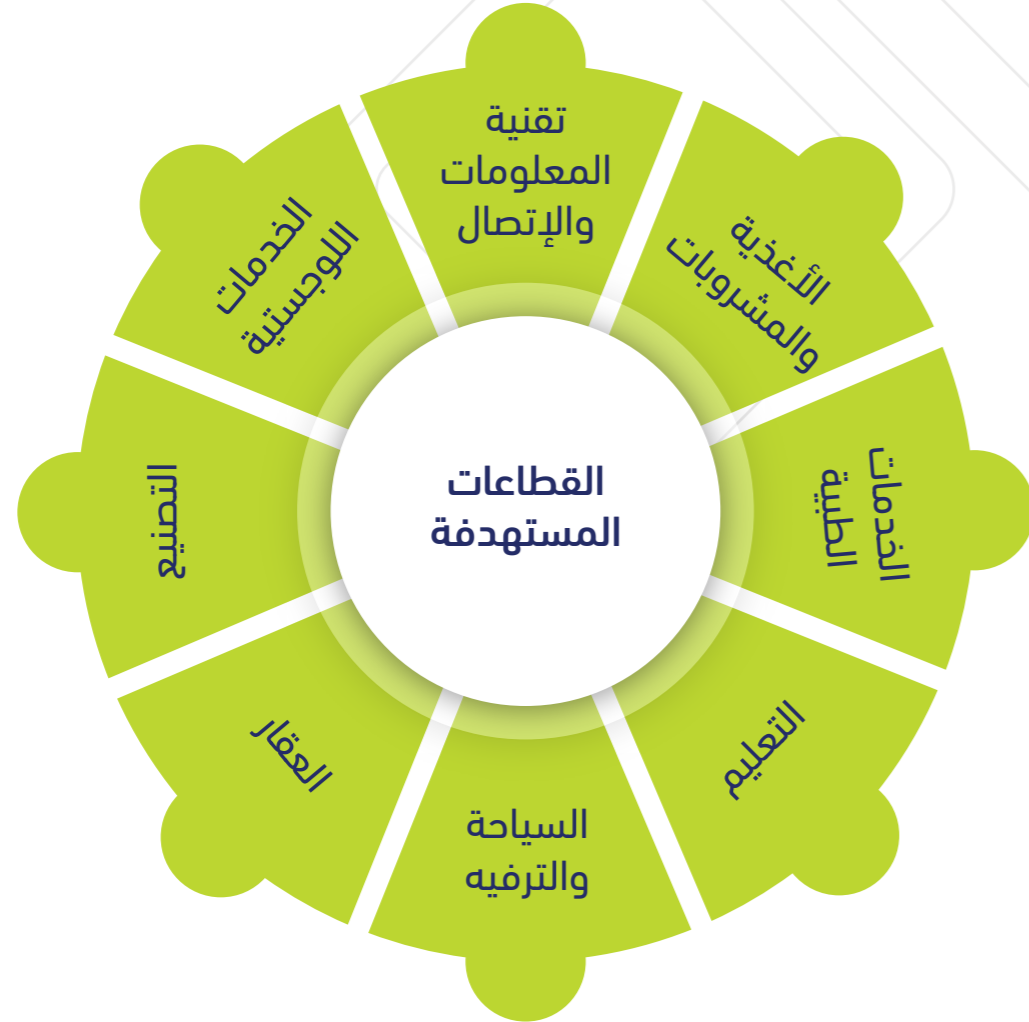 القطاعات
المستهدفة
تقنية
المعلومات
والإتصال
الأغذية
والمشروبات
الخدمات
الطبية
التعليم
السياحة
والترفيه
العقار
التصنيع
الخدمات
اللوجستية